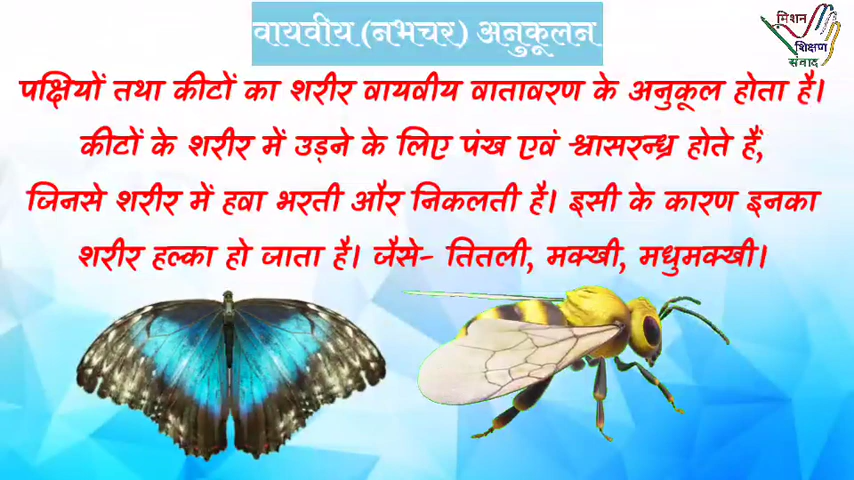 वायवीय (नभचर) अनुकूलन
मिशन
शिक्षण
संवाद
पक्षियों तथा कीटों का शरीर वायवीय वातावरण के अनुकूल होता है।
कीटों के शरीर में उड़ने के लिए पंख एवं श्वासरन्ध्र होते हैं,
जिनसे शरीर में हवा भरती और निकलती है। इसी के कारण इनका
शरीर हल्का हो जाता है। जैसे- तितली, मक्खी, मधुमक्खी।